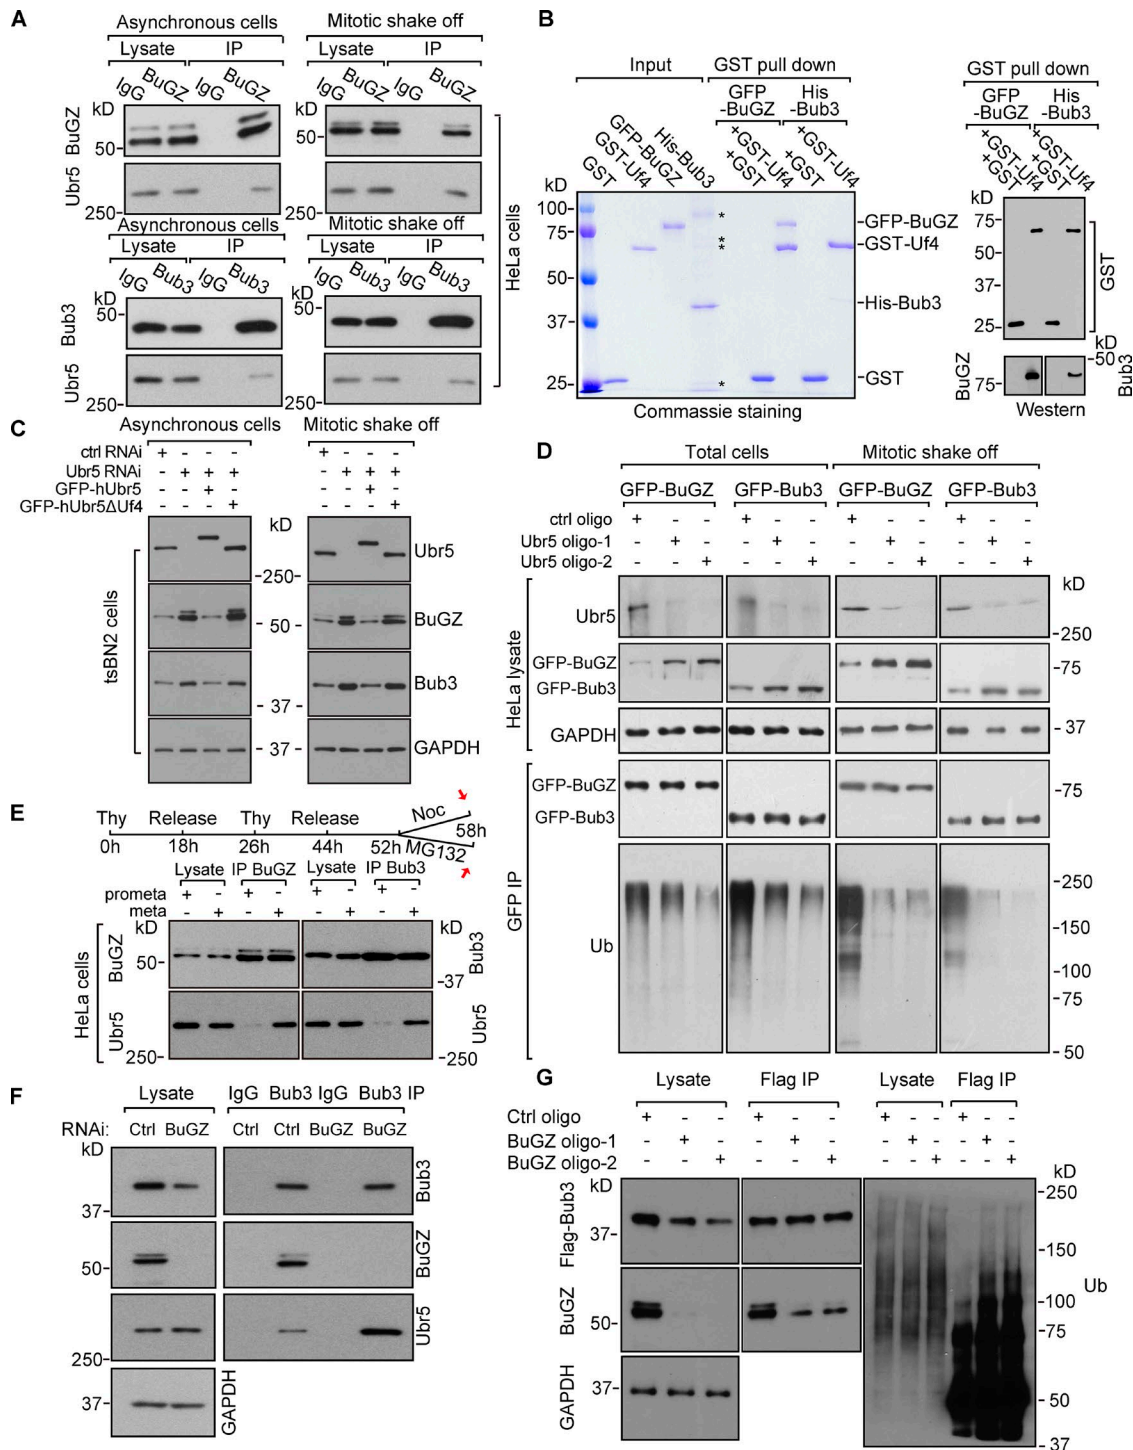 A
Asynchronous cells
Mitotic shake off
Lysate IP Lysate IP
IgG BuGZ IgG BuGZ IgG BuGZ IgG BuGZ
kD kD
BuGZ
50- 50-
Ubr5
250- 250-
Asynchronous cells
Mitotic shake off
Lysate IP Lysate IP
IgG Bub3 IgG Bub3 IgG Bub3 IgG Bub3
kD kD
50- 50-
Bub3
Ubr5
250- 250-
HeLa cells
B
Input GST pull down
GFP-BuGZ His-Bub3
GST GST-Uf4 GFP-BuGZ His-Bub3 +GST +GST-Uf4 +GST +GST-Uf4
kD
100-
75-
50-
37-
25-
*
*
*
*
-GFP-BuGZ
-GST-Uf4
-His-Bub3
-GST
Commassie staining
GST pull down
GFP-BuGZ His-Bub3
+GST +GST-Uf4 +GST +GST-Uf4
kD
75-
50-
37-
25-
GST
kD
-50
BuGZ
75-
Bub3
Western
C
Asynchronous cells Mitotic shake off
ctrl RNAi + - - - + - - -
Ubr5 RNAi - + + + - + + +
GFP-hUbr5 - - + - - - + -
GFP-hUbr5ΔUf4 - - - + - - - +
kD
Ubr5
250-
BuGZ
- 50 -
Bub3
37 -
- 37 -
GAPDH
tsBN2 cells
D
Total cells Mitotic shake off
GFP-BuGZ GFP-Bub3 GFP-BuGZ GFP-Bub3
ctrl oligo + - - + - - + - - + - -
Ubr5 oligo-1 - + - - + - - + - - + -
Ubr5 oligo-2 - - + - - + - - + - - +
kD
Ubr5
-250
GFP-BuGZ
-75
GFP-Bub3
GAPDH
- 37
HeLa lysate
GFP-BuGZ
-75
GFP-Bub3
-250
-150
-100
-75
-50
Ub
GFP IP
E
Noc
Thy Release Thy Release
58h
0h 18h 26h 44h 52h MG132
Lysate IP BuGZ Lysate IP Bub3
prometa + - + - + - + -
meta - + - + - + - +
kD kD
BuGZ
50-
-37
Bub3
Ubr5
250-
-250
Ubr5
HeLa cells
F
Lysate IgG Bub3 IgG Bub3 IP
RNAi: Ctrl BuGZ Ctrl Ctrl BuGZ BuGZ
kD
Bub3
37-
BuGZ
50-
Ubr5
250-
GAPDH
37-
G
Lysate Flag IP Lysate Flag IP
Ctrl oligo + - - + - - + - - + - -
BuGZ oligo-1 - + - - + - - + - - + -
BuGZ oligo-2 - - + - - + - - + - - +
kD kD
Flag-Bub3
37-
BuGZ
50-
GAPDH
37-
-250
-150
-100
-75
-50
-37
Ub